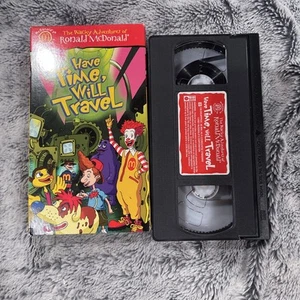 The Wacky Adventures of
Ronald McDonald
Have
Time,
Will
Travel
The Wacky Adventures of
Ronald McDonald
Have Time, Will Travel